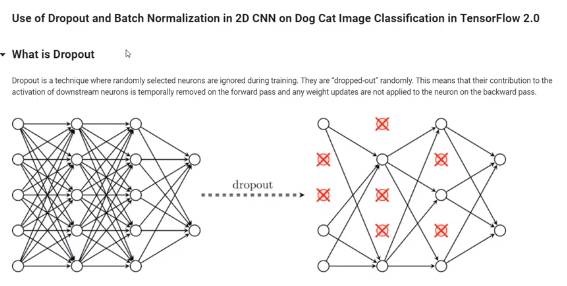 Use of Dropout and Batch Normalization in 2D CNN on Dog Cat Image Classification in TensorFlow 2.0
What is Dropout
Dropout is a technique where randomly selected neurons are ignored during training. They are "dropped-out" randomly. This means that their contribution to the
activation of downstream neurons is temporally removed on the forward pass and any weight updates are not applied to the neuron on the backward pass.
dropout